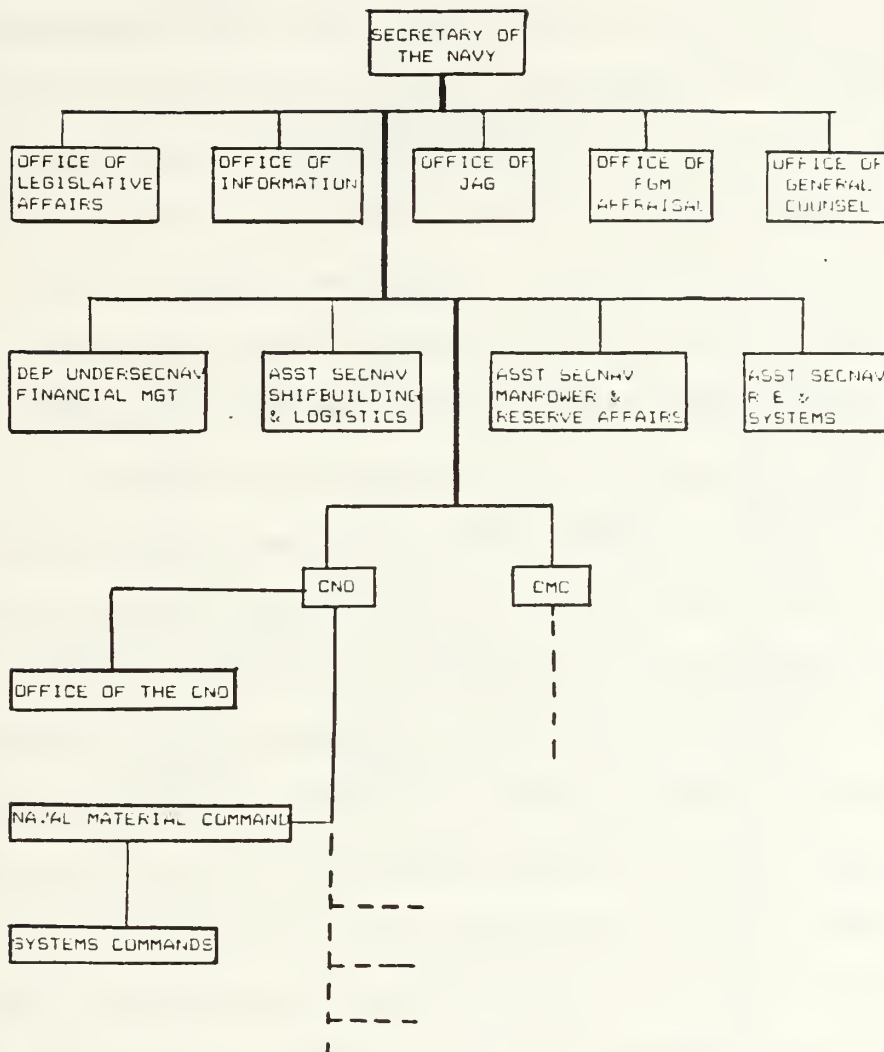 SECRETARY OF
THE NAVY
OFFICE OF
LEGISLATIVE
AFFAIRS
OFFICE OF
INFORMATION
OFFICE OF
JAG
OFFICE OF
PGM
APPRAISAL
OFFICE OF
GENERAL
COUNSEL
DEP UNDERSECNAV
FINANCIAL MGT
ASST SECNAV
SHIPBUILDING
& LOGISTICS
ASST SECNAV
MANPOWER &
RESERVE AFFAIRS
ASST SECNAV
R E &
SYSTEMS
CNO
CMC
OFFICE OF THE CNO
NAVAL MATERIAL COMMAND
SYSTEMS COMMANDS